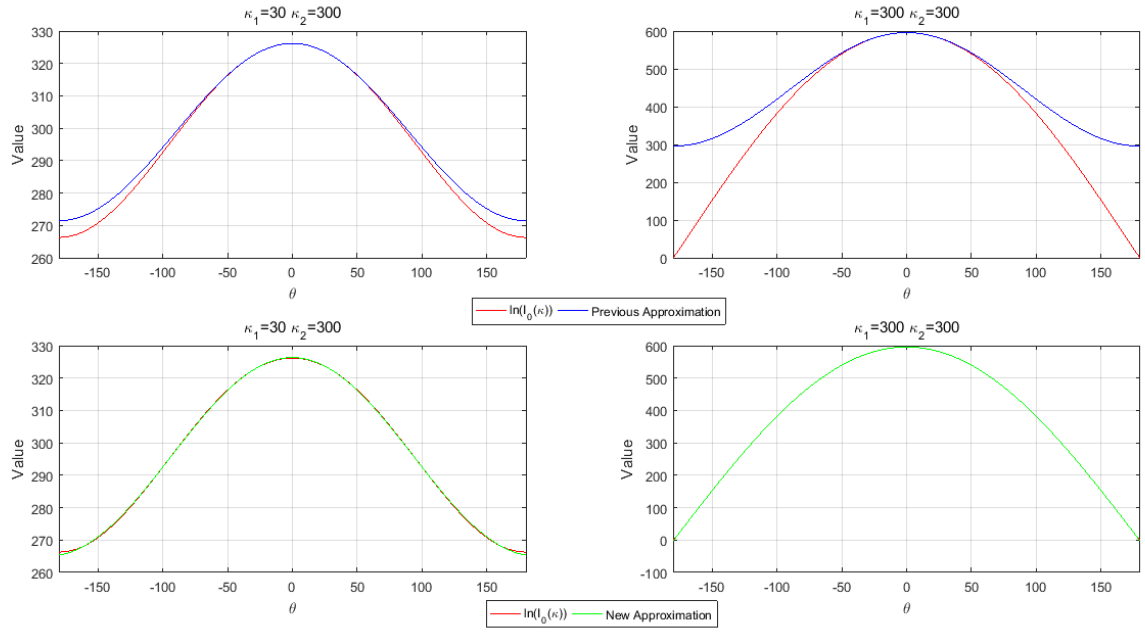 κ₁=30 κ₂=300
330
320
310
300
290
280
270
260
Value
-150 -100 -50 0 50 100 150
θ
κ₁=300 κ₂=300
600
500
400
300
200
100
0
Value
-150 -100 -50 0 50 100 150
θ
ln(I₀(κ)) Previous Approximation
κ₁=30 κ₂=300
330
320
310
300
290
280
270
260
Value
-150 -100 -50 0 50 100 150
θ
κ₁=300 κ₂=300
600
500
400
300
200
100
0
-100
Value
-150 -100 -50 0 50 100 150
θ
ln(I₀(κ)) New Approximation